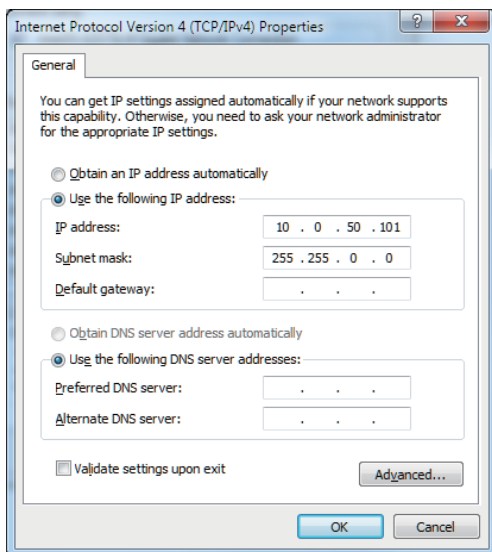 Internet Protocol Version 4 (TCP/IPv4) Properties
General
You can get IP settings assigned automatically if your network supports
this capability. Otherwise, you need to ask your network administrator
for the appropriate IP settings.
Obtain an IP address automatically
Use the following IP address:
IP address: 10 . 0 . 50 . 101
Subnet mask: 255 . 255 . 0 . 0
Default gateway: . . .
Obtain DNS server address automatically
Use the following DNS server addresses:
Preferred DNS server: . . .
Alternate DNS server: . . .
Validate settings upon exit
Advanced...
OK Cancel